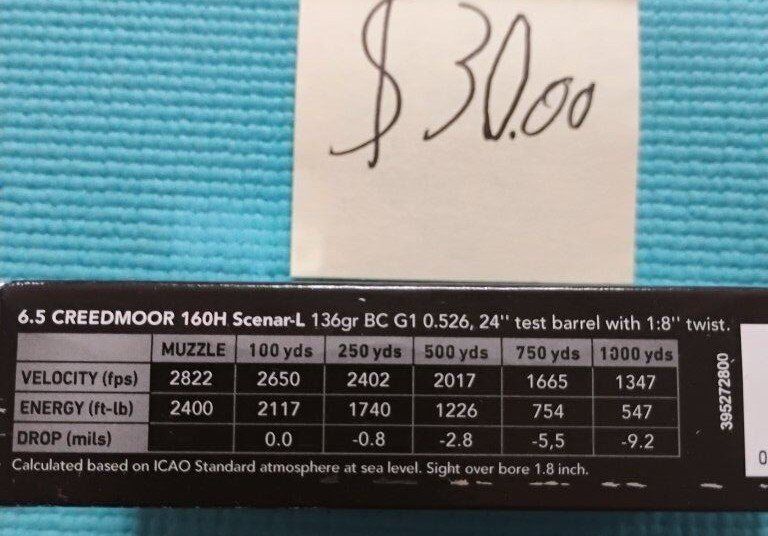 $30.00
6.5 CREEDMOOR 160H Scenar-L 136gr BC G1 0.526, 24'' test barrel with 1:8'' twist.
MUZZLE 100 yds 250 yds 500 yds 750 yds 1000 yds
VELOCITY (fps) 2822 2650 2402 2017 1665 1347
ENERGY (ft-lb) 2400 2117 1740 1226 754 547
DROP (mils) 0.0 -0.8 -2.8 -5,5 -9.2
Calculated based on ICAO Standard atmosphere at sea level. Sight over bore 1.8 inch.
395272800
0